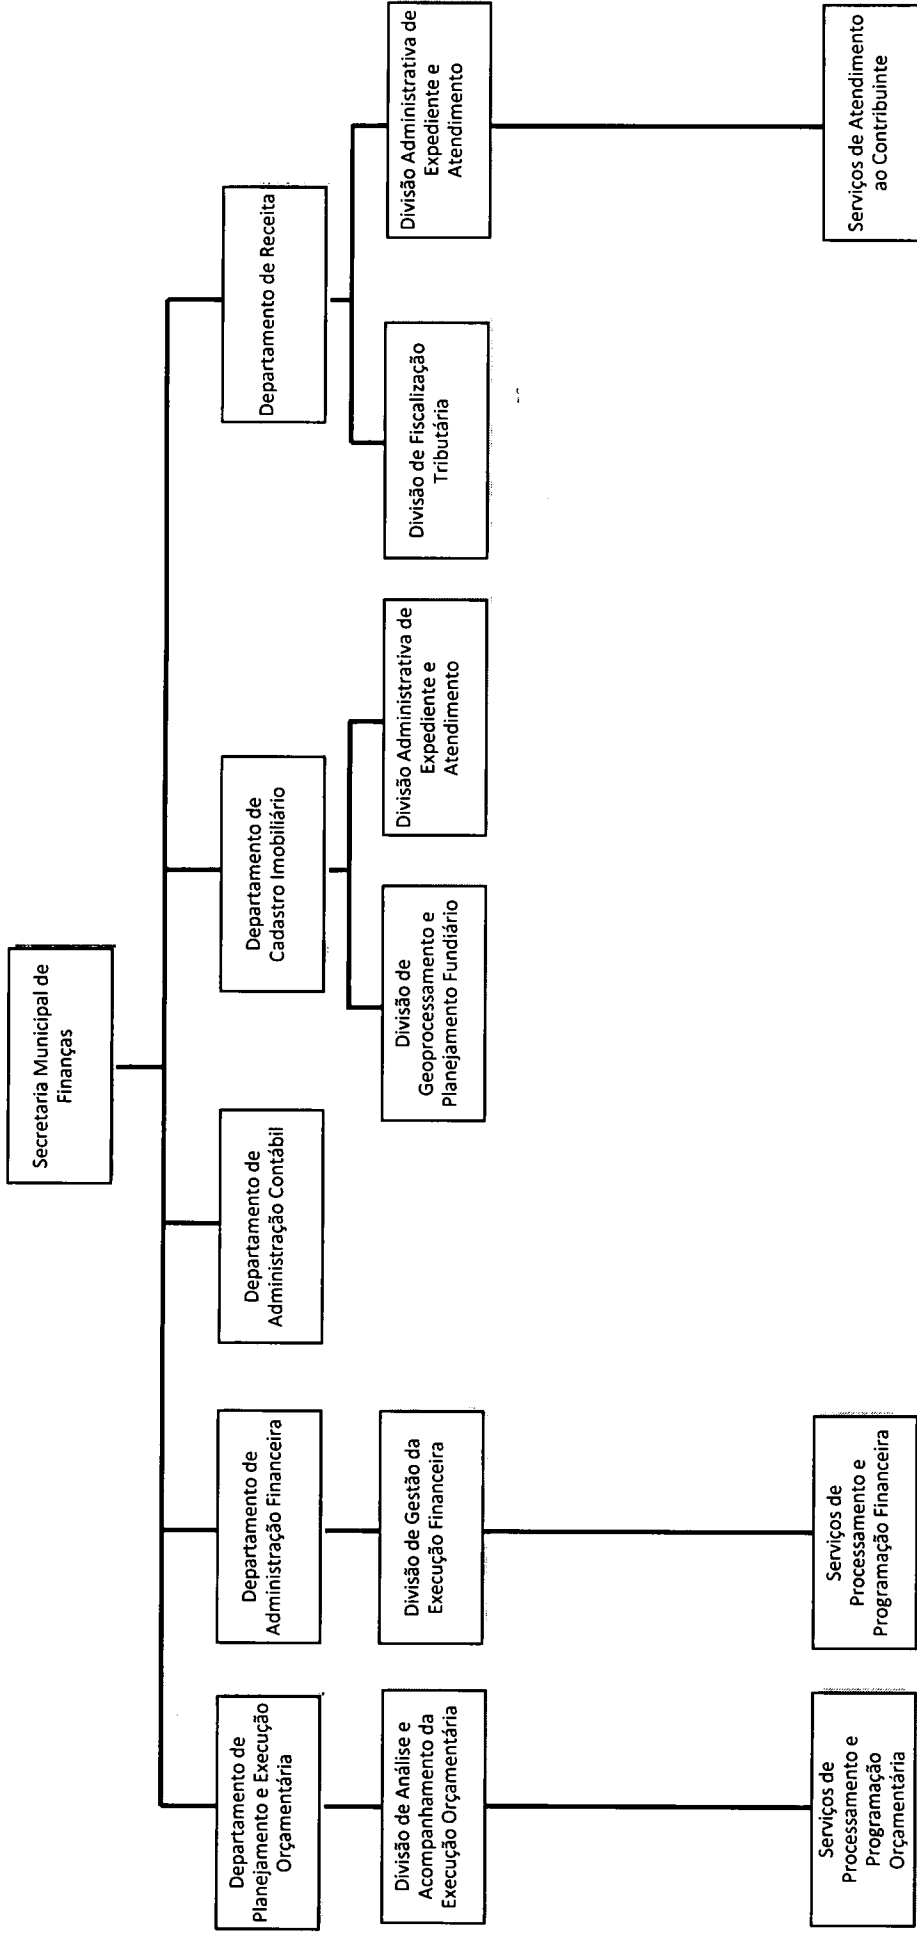 Secretaria Municipal de
Finanças
Departamento de
Planejamento e Execução
Orçamentária
Departamento de
Administração Financeira
Departamento de
Administração Contábil
Departamento de
Cadastro Imobiliário
Departamento de Receita
Divisão de Análise e
Acompanhamento da
Execução Orçamentária
Divisão de Gestão da
Execução Financeira
Divisão de
Geoprocessamento e
Planejamento Fundiário
Divisão Administrativa de
Expediente e
Atendimento
Divisão de Fiscalização
Tributária
Divisão Administrativa de
Expediente e
Atendimento
Serviços de
Processamento e
Programação
Orçamentária
Serviços de
Processamento e
Programação Financeira
Serviços de Atendimento
ao Contribuinte